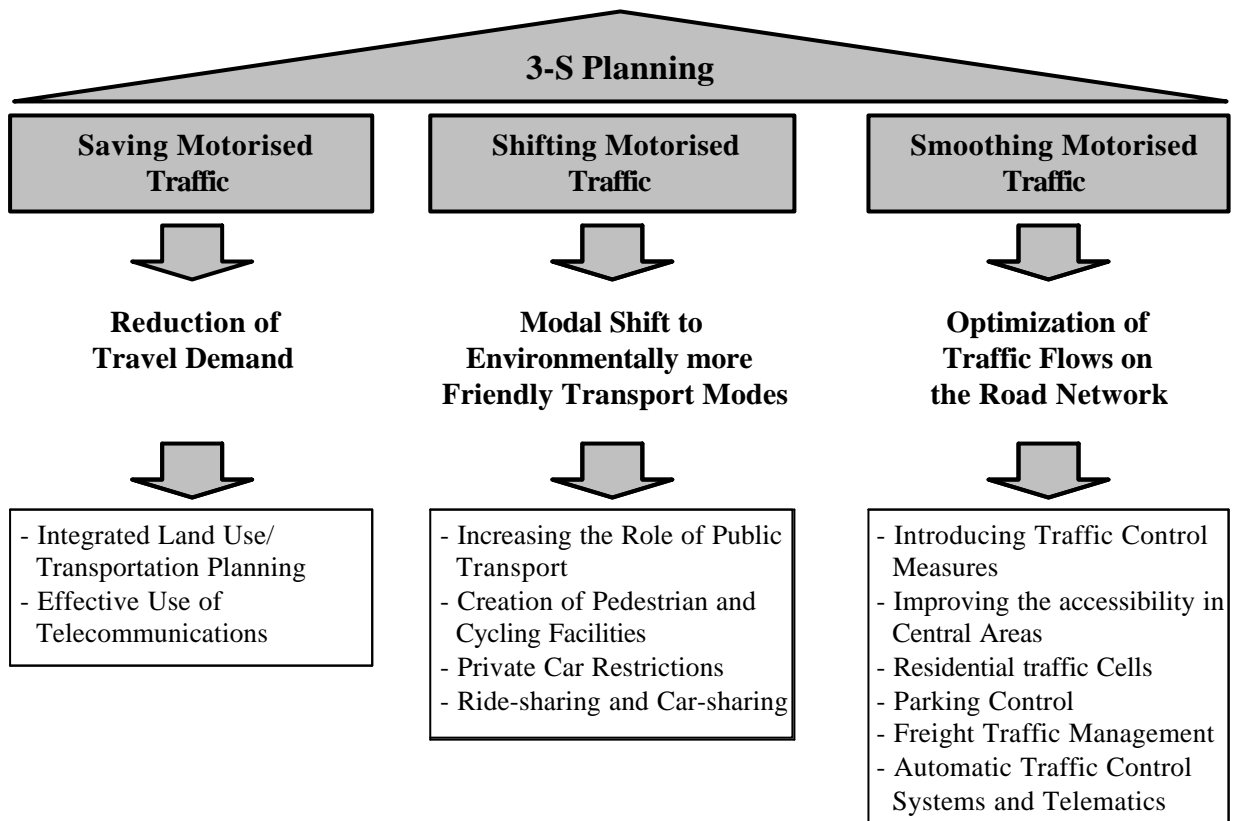 3-S Planning
Saving Motorised
Traffic
Reduction of
Travel Demand
- Integrated Land Use/
Transportation Planning
- Effective Use of
Telecommunications
Shifting Motorised
Traffic
Modal Shift to
Environmentally more
Friendly Transport Modes
- Increasing the Role of Public
Transport
- Creation of Pedestrian and
Cycling Facilities
- Private Car Restrictions
- Ride-sharing and Car-sharing
Smoothing Motorised
Traffic
Optimization of
Traffic Flows on
the Road Network
- Introducing Traffic Control
Measures
- Improving the accessibility in
Central Areas
- Residential traffic Cells
- Parking Control
- Freight Traffic Management
- Automatic Traffic Control
Systems and Telematics